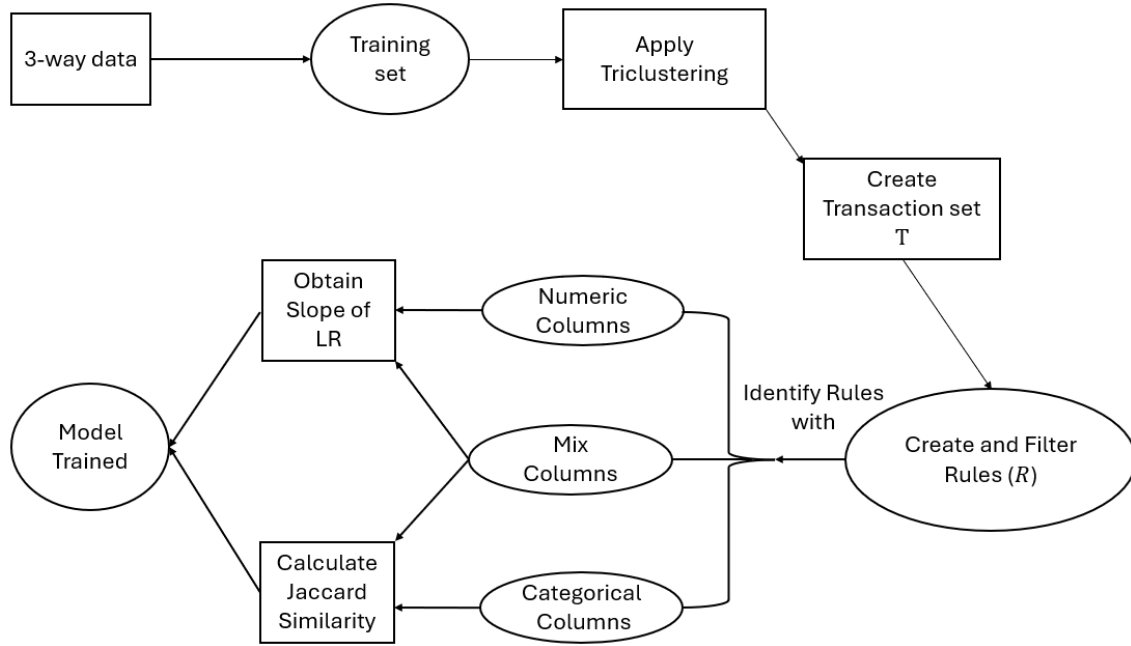 3-way data
Training
set
Apply
Triclustering
Create
Transaction set
T
Obtain
Slope of
LR
Numeric
Columns
Identify Rules
with
Model
Trained
Mix
Columns
Create and Filter
Rules (R)
Calculate
Jaccard
Similarity
Categorical
Columns